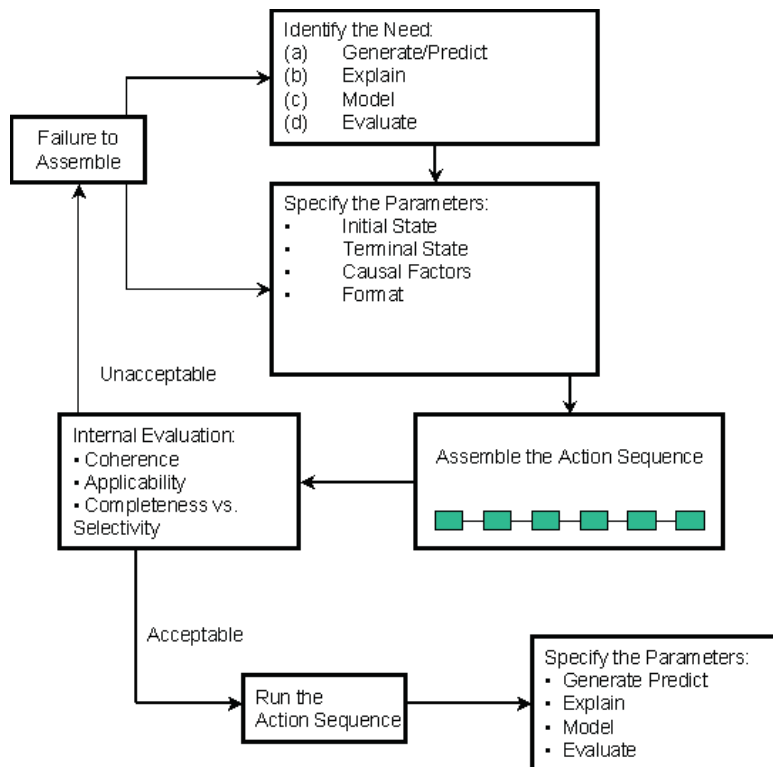 Identify the Need:
(a) Generate/Predict
(b) Explain
(c) Model
(d) Evaluate
Failure to
Assemble
Specify the Parameters:
▪ Initial State
▪ Terminal State
▪ Causal Factors
▪ Format
Unacceptable
Internal Evaluation:
▪ Coherence
▪ Applicability
▪ Completeness vs.
Selectivity
Assemble the Action Sequence
Acceptable
Run the
Action Sequence
Specify the Parameters:
▪ Generate Predict
▪ Explain
▪ Model
▪ Evaluate